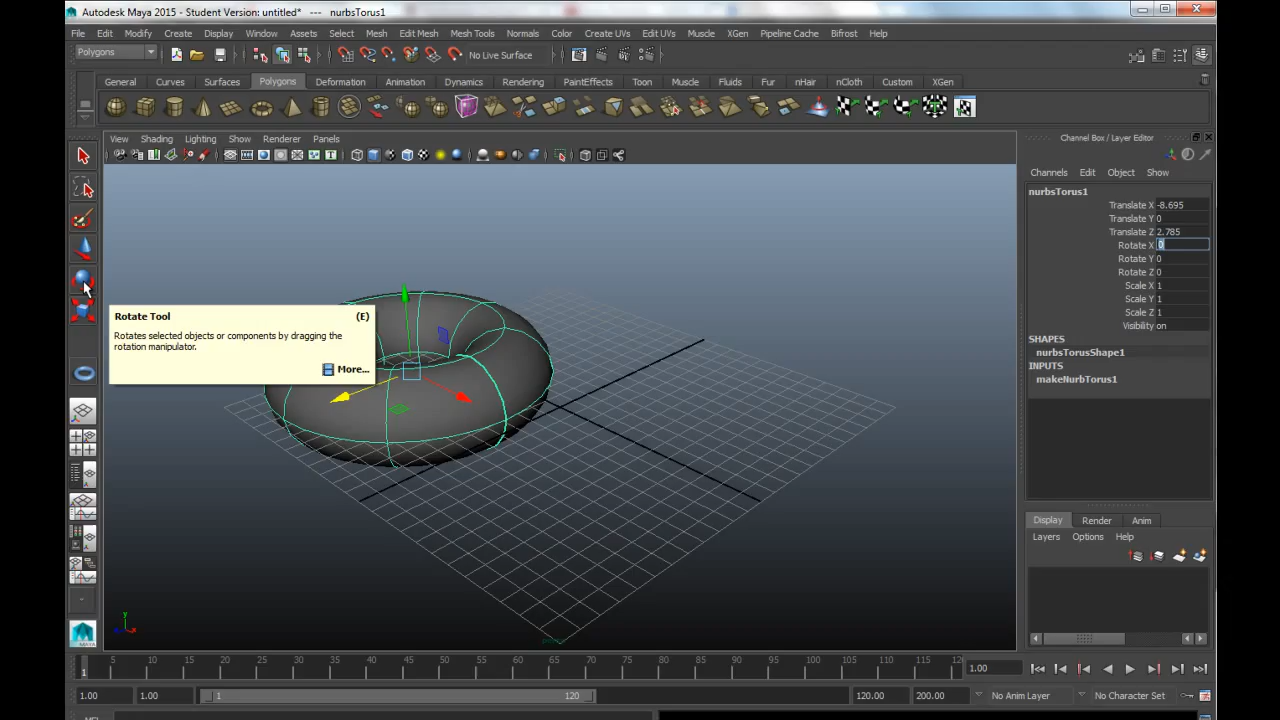 Autodesk Maya 2015 - Student Version: untitled*   ---   nurbsTorus1
File Edit Modify Create Display Window Assets Select Mesh Edit Mesh Mesh Tools Normals Color Create UVs Edit UVs Muscle XGen Pipeline Cache Bifrost Help
Polygons No Live Surface
General Curves Surfaces Polygons Deformation Animation Dynamics Rendering PaintEffects Toon Muscle Fluids Fur nHair nCloth Custom XGen
View Shading Lighting Show Renderer Panels
Channel Box / Layer Editor
Channels Edit Object Show
nurbsTorus1
Translate X -8.695
Translate Y 0
Translate Z 2.785
Rotate X 0
Rotate Y 0
Rotate Z 0
Scale X 1
Scale Y 1
Scale Z 1
Visibility on
SHAPES
nurbsTorusShape1
INPUTS
makeNurbTorus1
Rotate Tool (E)
Rotates selected objects or components by dragging the
rotation manipulator.
More...
Display Render Anim
Layers Options Help
y
MAYA
1 5 10 15 20 25 30 35 40 45 50 55 60 65 70 75 80 85 90 95 100 105 110 115 1.00
1.00 1.00 1 120 120.00 200.00 No Anim Layer No Character Set